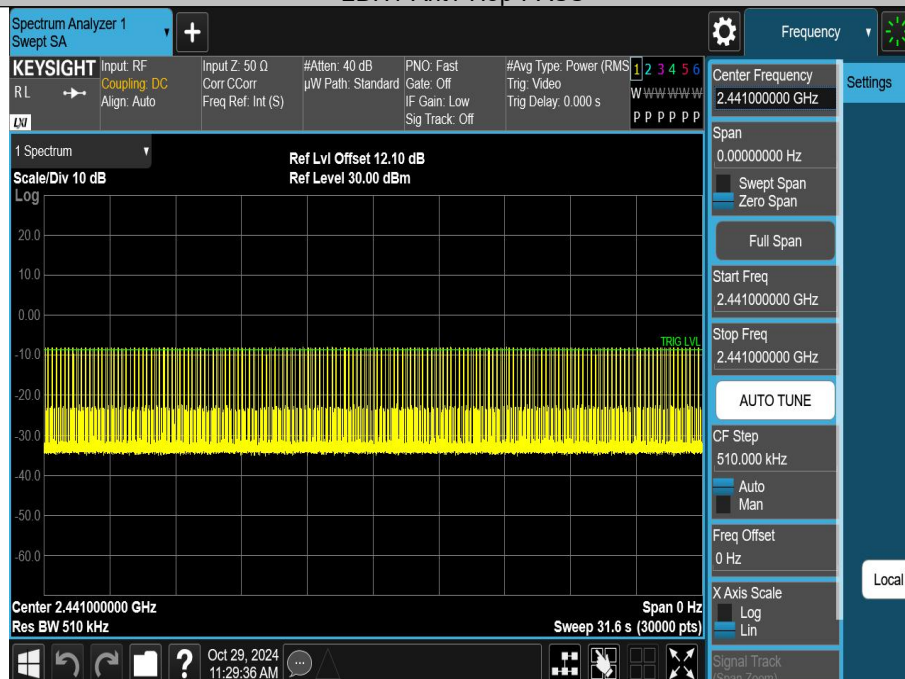 Spectrum Analyzer 1
Swept SA
+
Frequency
KEYSIGHT
RL
LXI
Input: RF
Coupling: DC
Align: Auto
Input Z: 50 Ω
Corr CCorr
Freq Ref: Int (S)
#Atten: 40 dB
µW Path: Standard
PNO: Fast
Gate: Off
IF Gain: Low
Sig Track: Off
#Avg Type: Power (RMS
Trig: Video
Trig Delay: 0.000 s
1 2 3 4 5 6
W W W W W W
P P P P P P
1 Spectrum
Scale/Div 10 dB
Log
Ref Lvl Offset 12.10 dB
Ref Level 30.00 dBm
20.0
10.0
0.00
TRIG LVL
-10.0
-20.0
-30.0
-40.0
-50.0
-60.0
Center 2.441000000 GHz
Res BW 510 kHz
Span 0 Hz
Sweep 31.6 s (30000 pts)
Center Frequency
2.441000000 GHz
Settings
Span
0.00000000 Hz
Swept Span
Zero Span
Full Span
Start Freq
2.441000000 GHz
Stop Freq
2.441000000 GHz
AUTO TUNE
CF Step
510.000 kHz
Auto
Man
Freq Offset
0 Hz
Local
X Axis Scale
Log
Lin
Signal Track
(Span Zoom)
?
Oct 29, 2024
11:29:36 AM